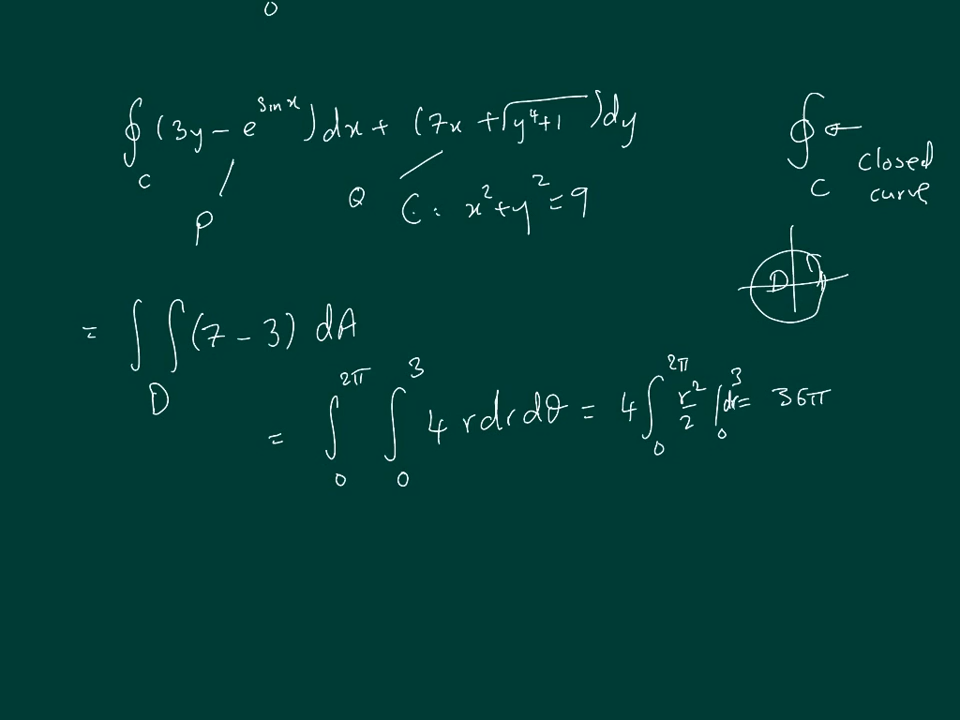 0
∮_C (3y − e^{sin x}) dx + (7x + √(y⁴+1)) dy
P
Q
C: x² + y² = 9
∮_C ← closed curve
D
= ∫∫_D (7 − 3) dA
= ∫_0^{2π} ∫_0^3 4 r dr dθ = 4 ∫_0^{2π} r²/2 |_0^3 dr = 36π